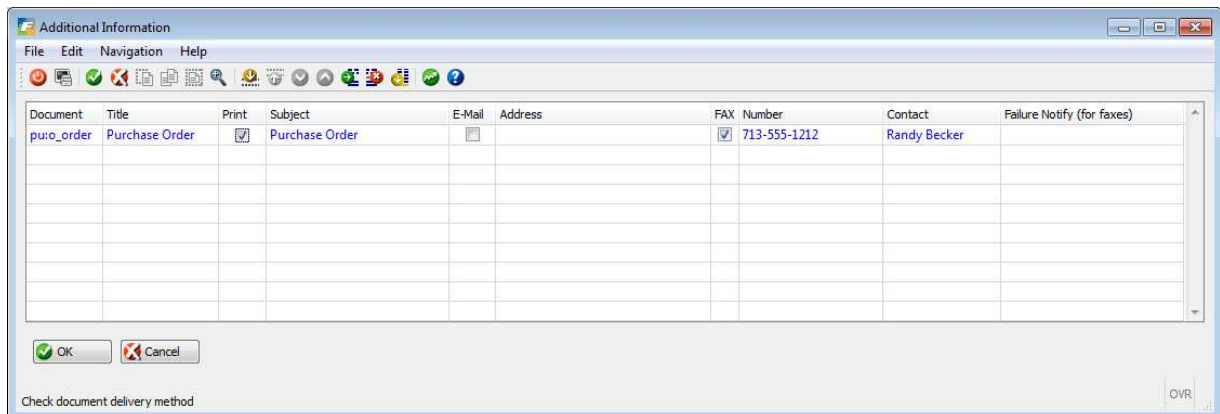 Additional Information
File Edit Navigation Help
Document Title Print Subject E-Mail Address FAX Number Contact Failure Notify (for faxes)
pu:o_order Purchase Order Purchase Order 713-555-1212 Randy Becker
OK Cancel
Check document delivery method OVR